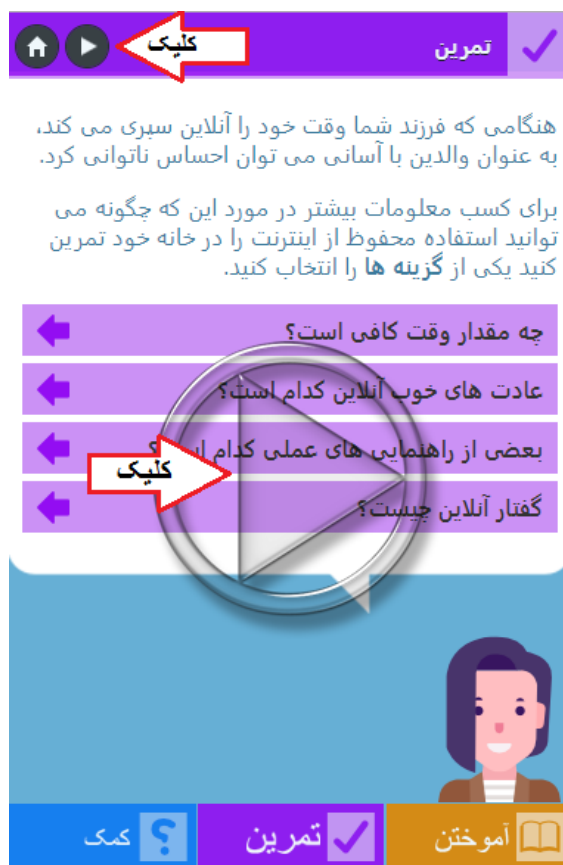 تمرین
کلیک
هنگامی که فرزند شما وقت خود را آنلاین سپری می کند،
به عنوان والدین با آسانی می توان احساس ناتوانی کرد.
برای کسب معلومات بیشتر در مورد این که چگونه می
توانید استفاده محفوظ از اینترنت را در خانه خود تمرین
کنید یکی از گزینه ها را انتخاب کنید.
چه مقدار وقت کافی است؟
عادت های خوب آنلاین کدام است؟
بعضی از راهنمایی های عملی کدام است؟
کلیک
گفتار آنلاین چیست؟
آموختن
تمرین
کمک